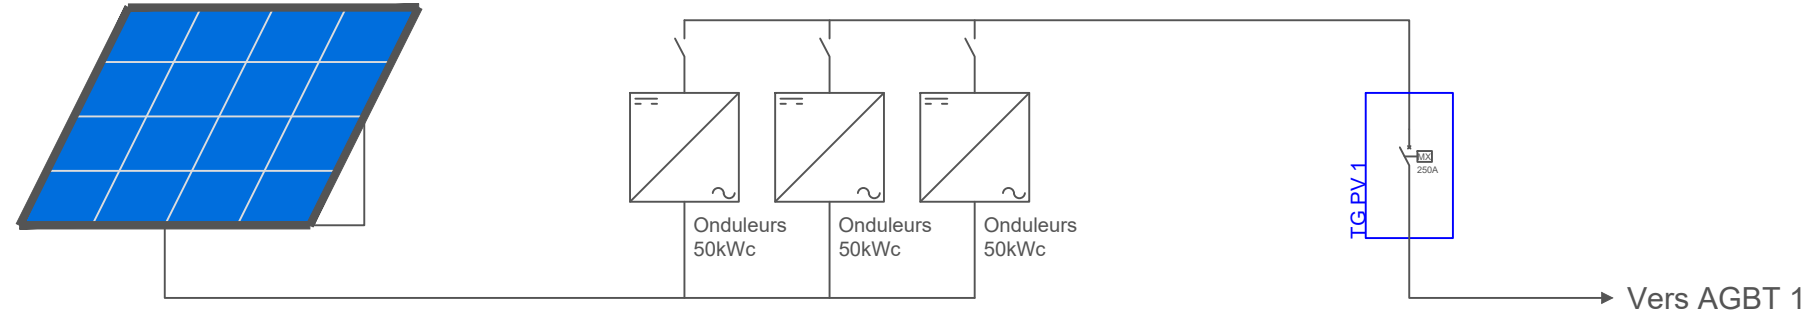 MX
250A
TG PV 1
Onduleurs
50kWc
Onduleurs
50kWc
Onduleurs
50kWc
Vers AGBT 1